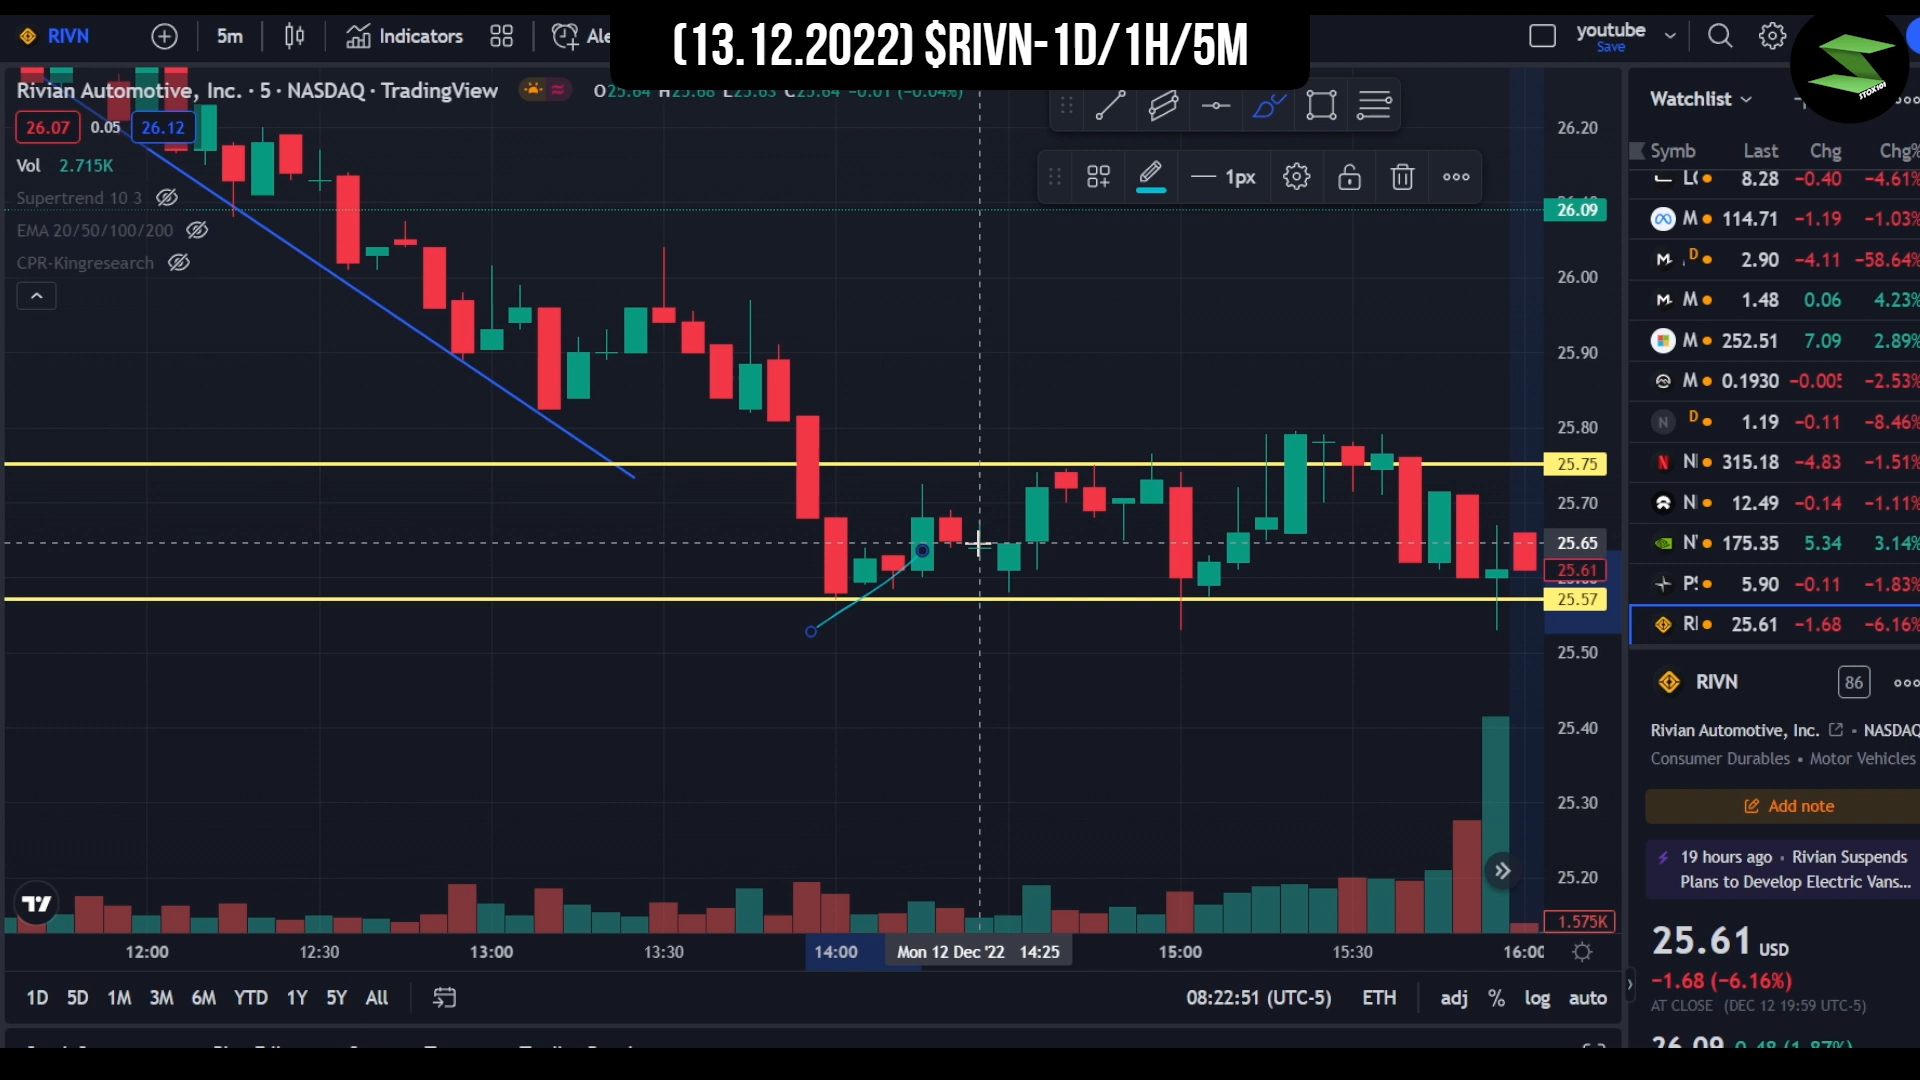 (13.12.2022) $RIVN-1D/1H/5M
RIVN
5m
Indicators
Ale
youtube
Save
STOX101
Rivian Automotive, Inc. · 5 · NASDAQ · TradingView
O25.64 H25.68 L25.63 C25.64 −0.01 (−0.04%)
26.07
0.05
26.12
Vol 2.715K
Supertrend 10 3
EMA 20/50/100/200
CPR-Kingresearch
1px
26.20
26.09
26.00
25.90
25.80
25.75
25.70
25.65
25.61
25.57
25.50
25.40
25.30
25.20
1.575K
12:00
12:30
13:00
13:30
14:00
Mon 12 Dec '22 14:25
15:00
15:30
16:00
1D 5D 1M 3M 6M YTD 1Y 5Y All
08:22:51 (UTC-5)
ETH
adj % log auto
Watchlist
Symb Last Chg Chg%
8.28 −0.40 −4.61%
M 114.71 −1.19 −1.03%
D 2.90 −4.11 −58.64%
M 1.48 0.06 4.23%
M 252.51 7.09 2.89%
M 0.1930 −0.005 −2.53%
D 1.19 −0.11 −8.46%
315.18 −4.83 −1.51%
12.49 −0.14 −1.11%
175.35 5.34 3.14%
5.90 −0.11 −1.83%
25.61 −1.68 −6.16%
RIVN
86
Rivian Automotive, Inc. • NASDAQ
Consumer Durables • Motor Vehicles
Add note
19 hours ago • Rivian Suspends
Plans to Develop Electric Vans...
25.61 USD
−1.68 (−6.16%)
AT CLOSE (DEC 12 19:59 UTC-5)
26.09 0.48 (1.87%)